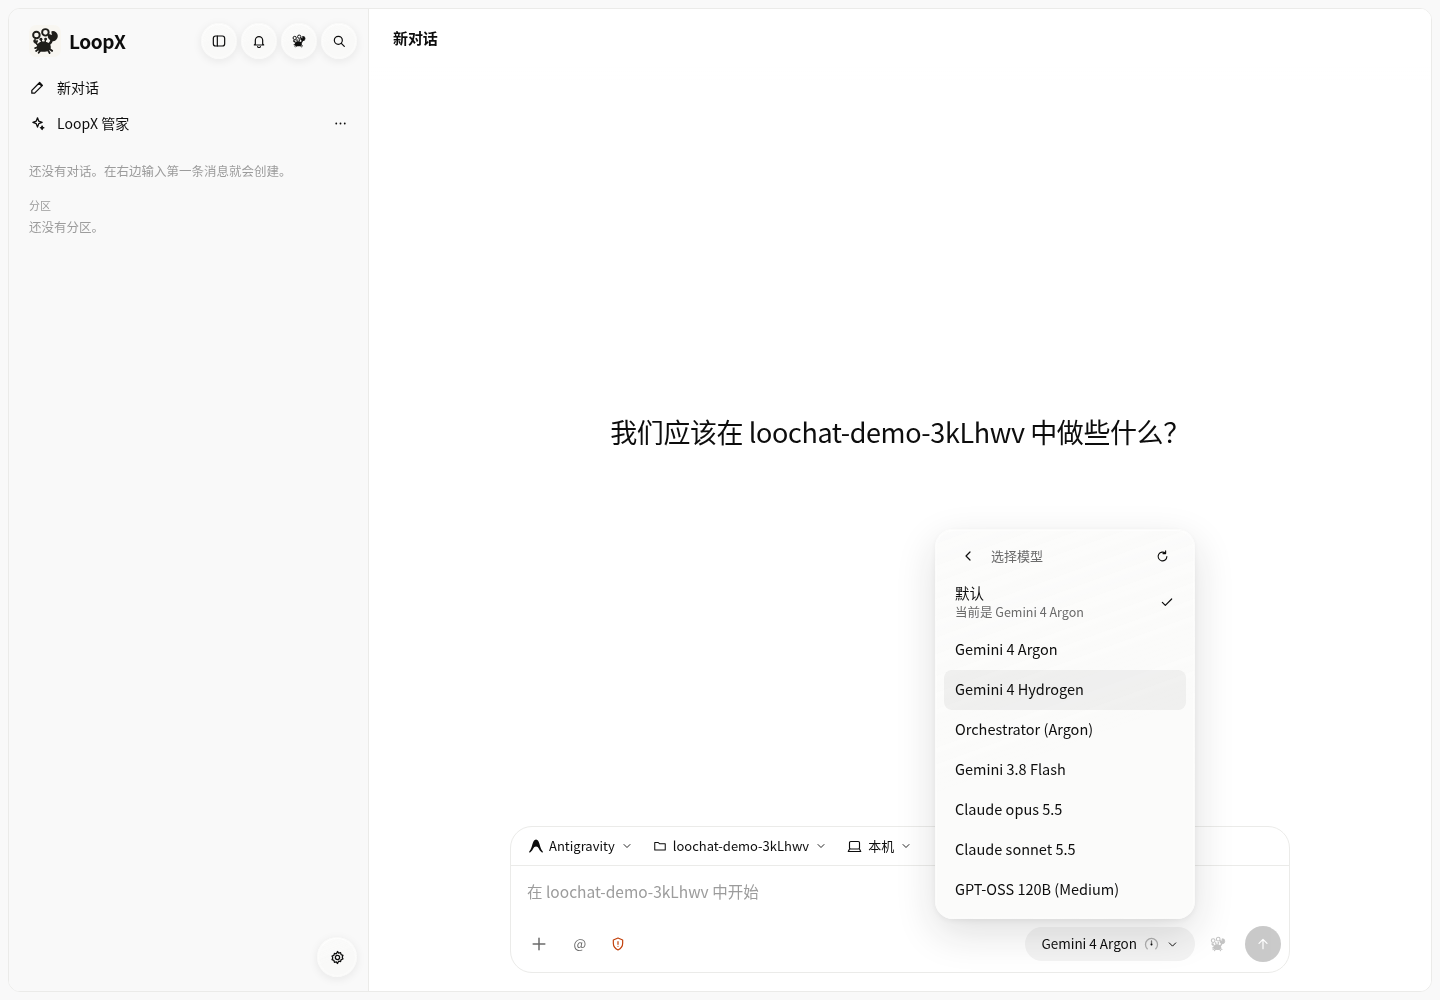 LoopX
新对话
LoopX 管家
还没有对话。在右边输入第一条消息就会创建。
分区
还没有分区。
新对话
我们应该在 loochat-demo-3kLhwv 中做些什么?
选择模型
默认
当前是 Gemini 4 Argon
Gemini 4 Argon
Gemini 4 Hydrogen
Orchestrator (Argon)
Gemini 3.8 Flash
Claude opus 5.5
Claude sonnet 5.5
GPT-OSS 120B (Medium)
Antigravity
loochat-demo-3kLhwv
本机
在 loochat-demo-3kLhwv 中开始
@
Gemini 4 Argon